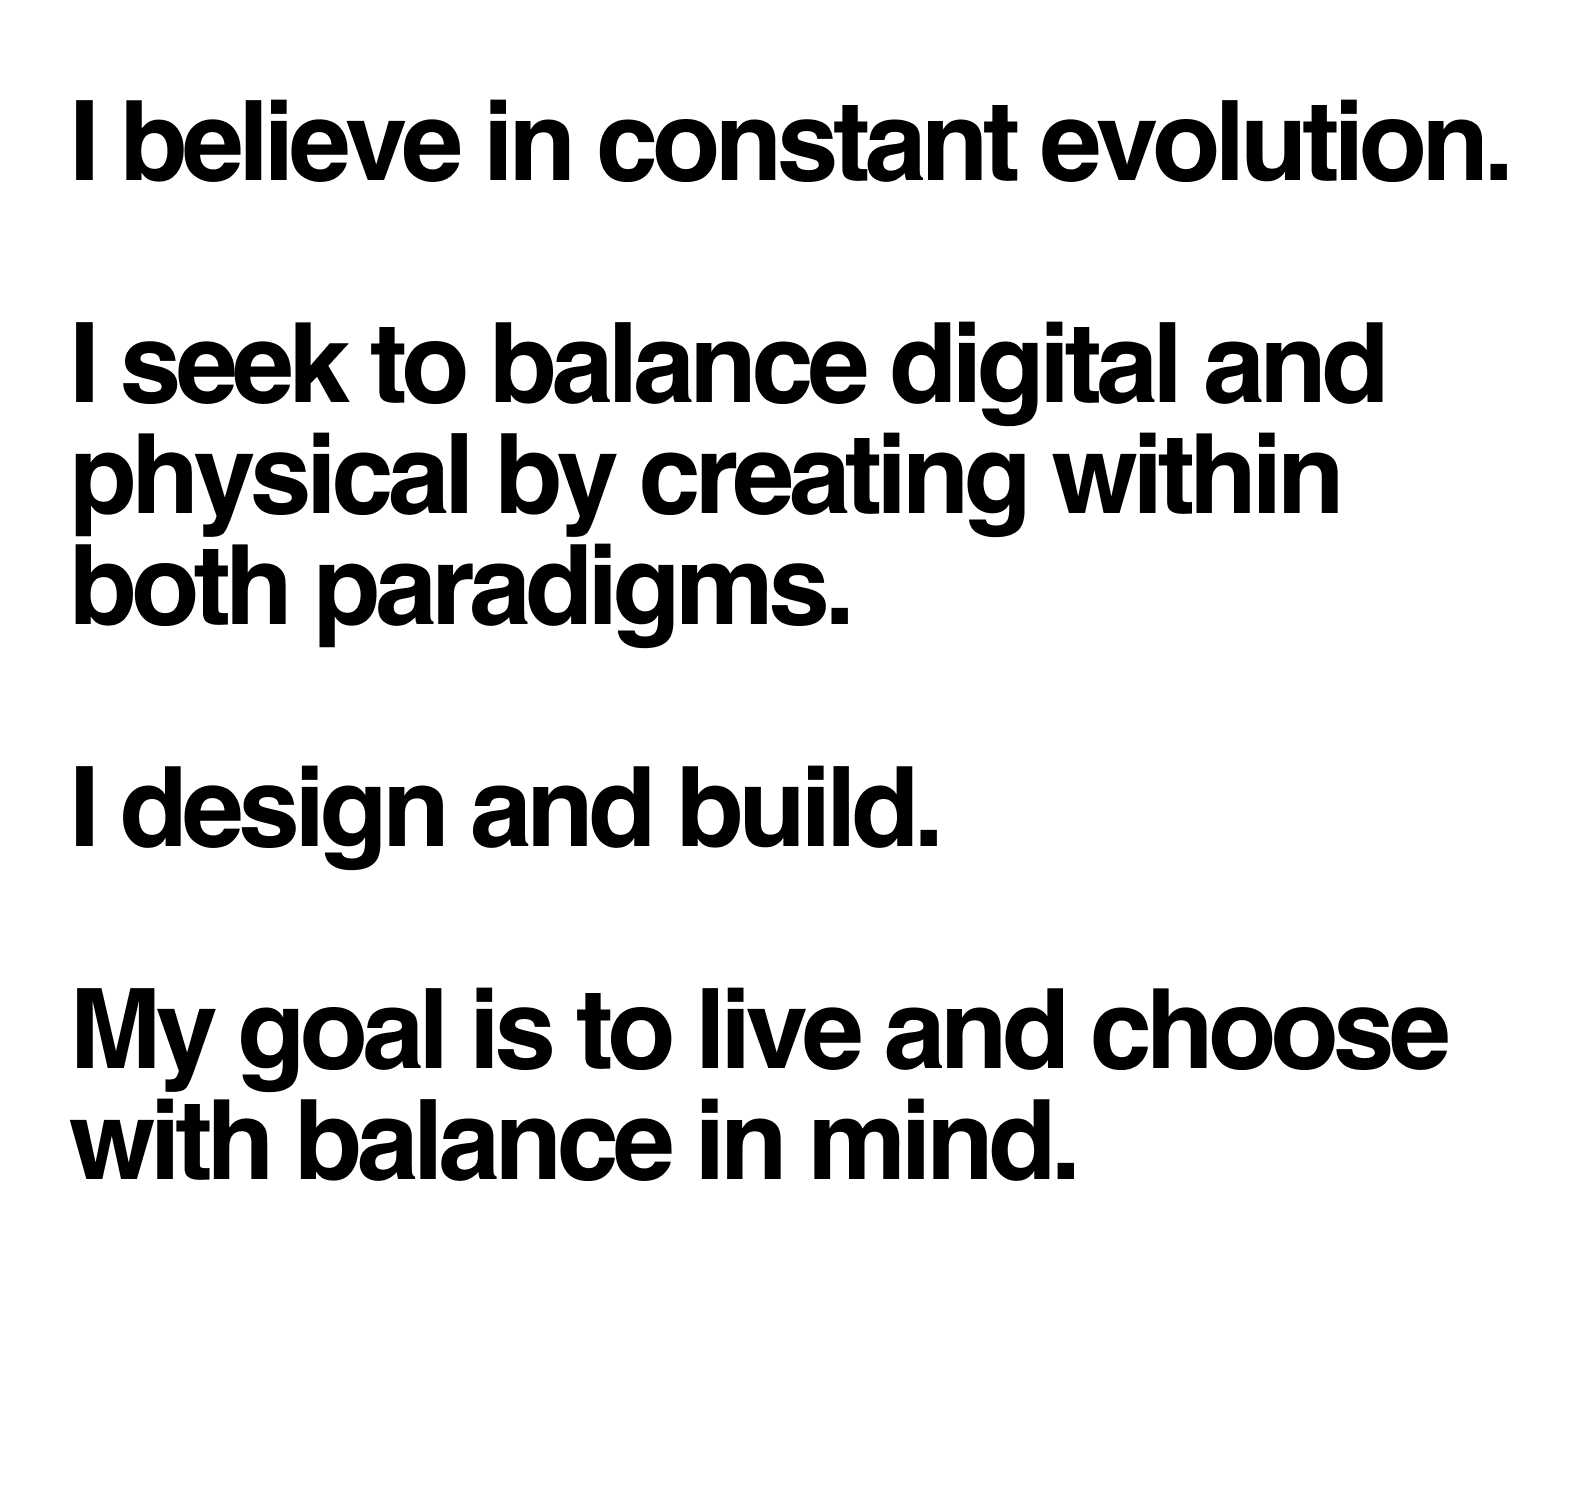 I believe in constant evolution.
I seek to balance digital and
physical by creating within
both paradigms.
I design and build.
My goal is to live and choose
with balance in mind.